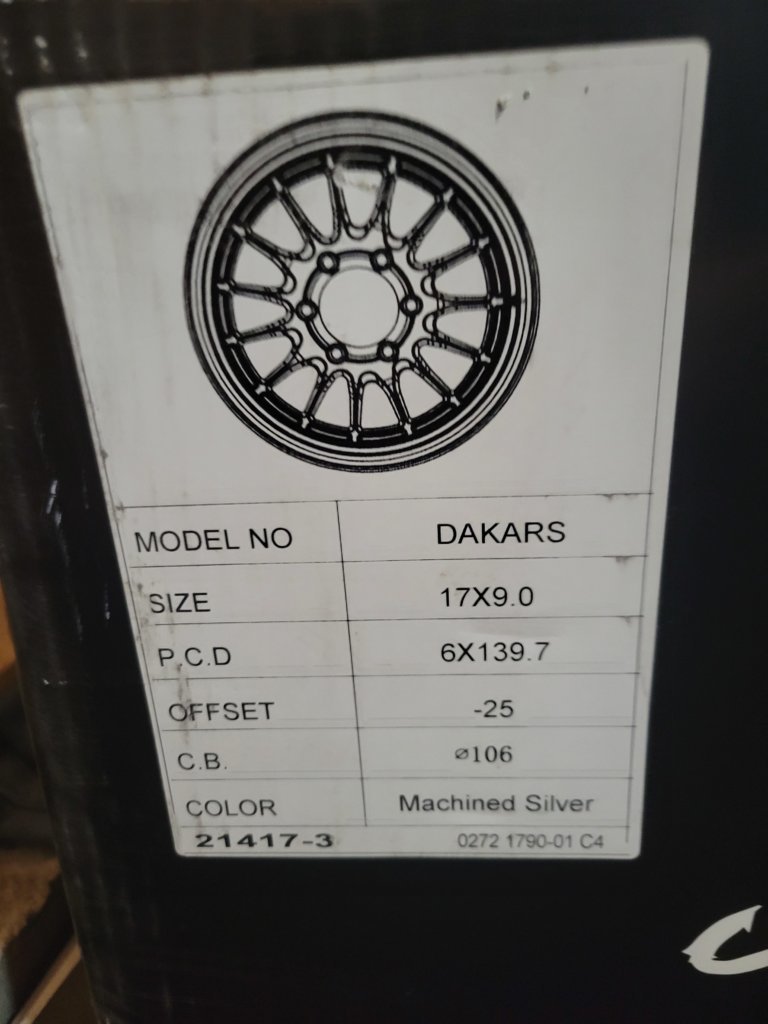 MODEL NO DAKARS
SIZE 17X9.0
P.C.D 6X139.7
OFFSET -25
C.B. ⌀106
COLOR Machined Silver
21417-3 0272 1790-01 C4